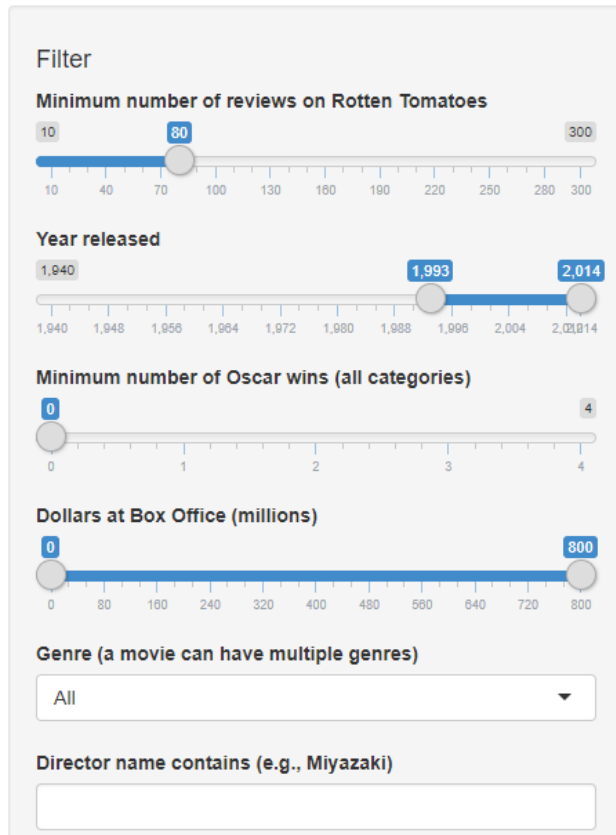 Filter
Minimum number of reviews on Rotten Tomatoes
10 80 300
10 40 70 100 130 160 190 220 250 280 300
Year released
1,940 1,993 2,014
1,940 1,948 1,956 1,964 1,972 1,980 1,988 1,996 2,004 2,014
Minimum number of Oscar wins (all categories)
0 4
0 1 2 3 4
Dollars at Box Office (millions)
0 800
0 80 160 240 320 400 480 560 640 720 800
Genre (a movie can have multiple genres)
All
Director name contains (e.g., Miyazaki)